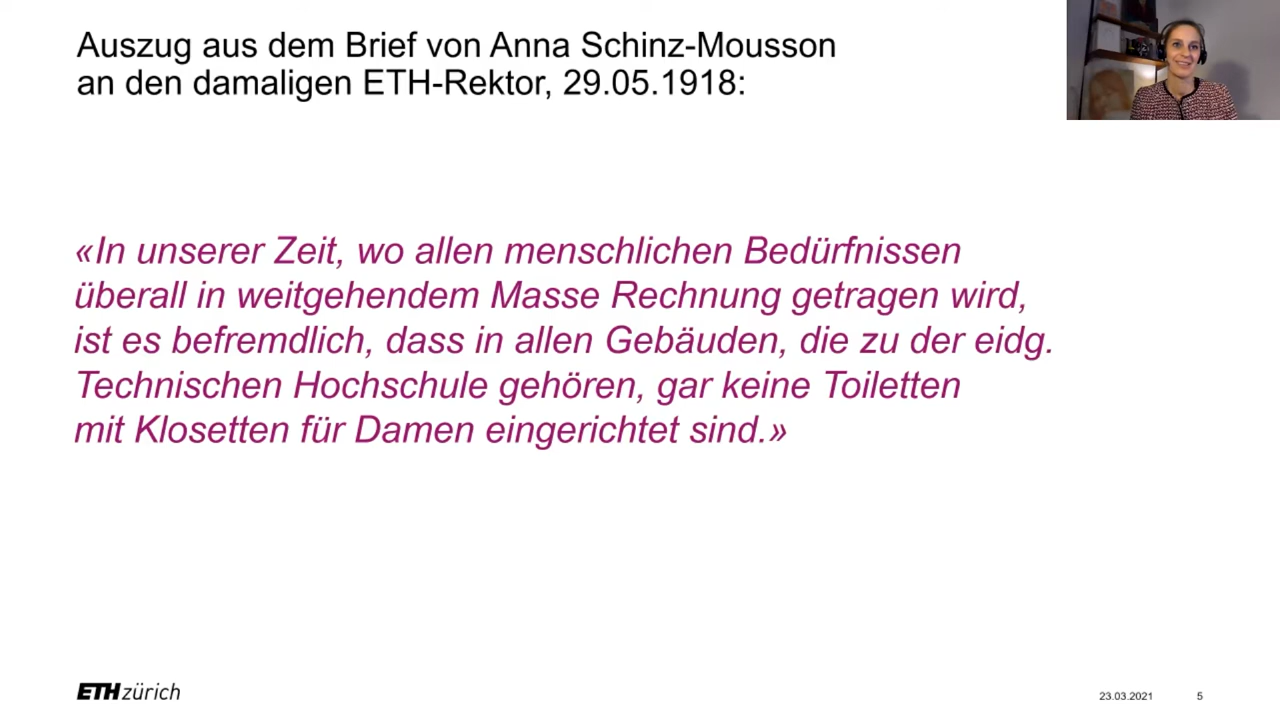 Auszug aus dem Brief von Anna Schinz-Mousson
an den damaligen ETH-Rektor, 29.05.1918:
«In unserer Zeit, wo allen menschlichen Bedürfnissen
überall in weitgehendem Masse Rechnung getragen wird,
ist es befremdlich, dass in allen Gebäuden, die zu der eidg.
Technischen Hochschule gehören, gar keine Toiletten
mit Klosetten für Damen eingerichtet sind.»
ETH zürich
23.03.2021 5